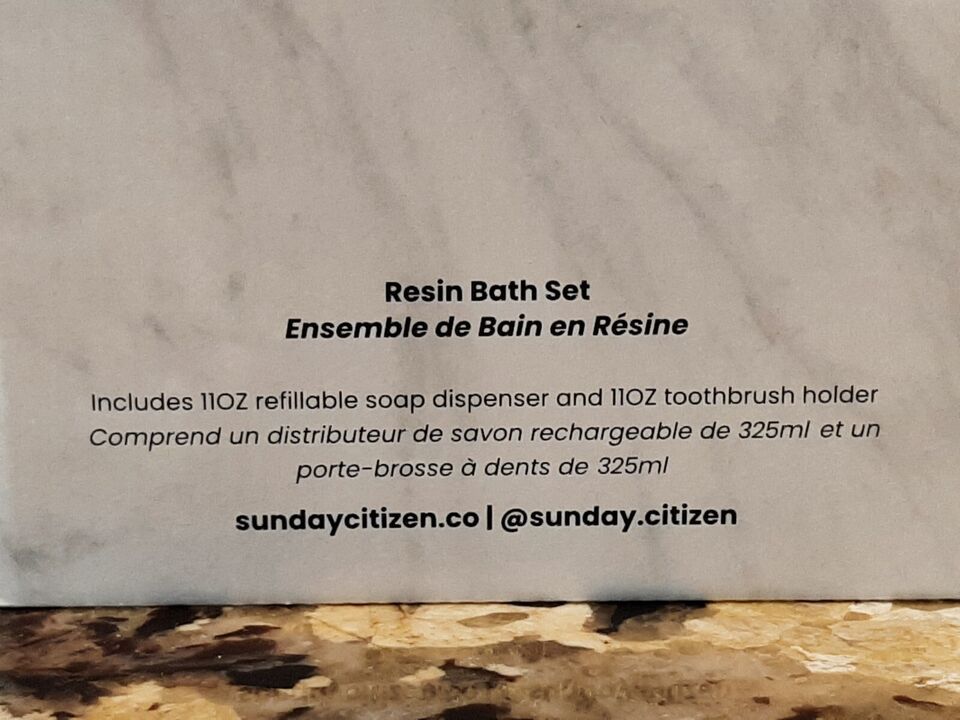 Resin Bath Set
Ensemble de Bain en Résine
Includes 11OZ refillable soap dispenser and 11OZ toothbrush holder
Comprend un distributeur de savon rechargeable de 325ml et un
porte-brosse à dents de 325ml
sundaycitizen.co | @sunday.citizen